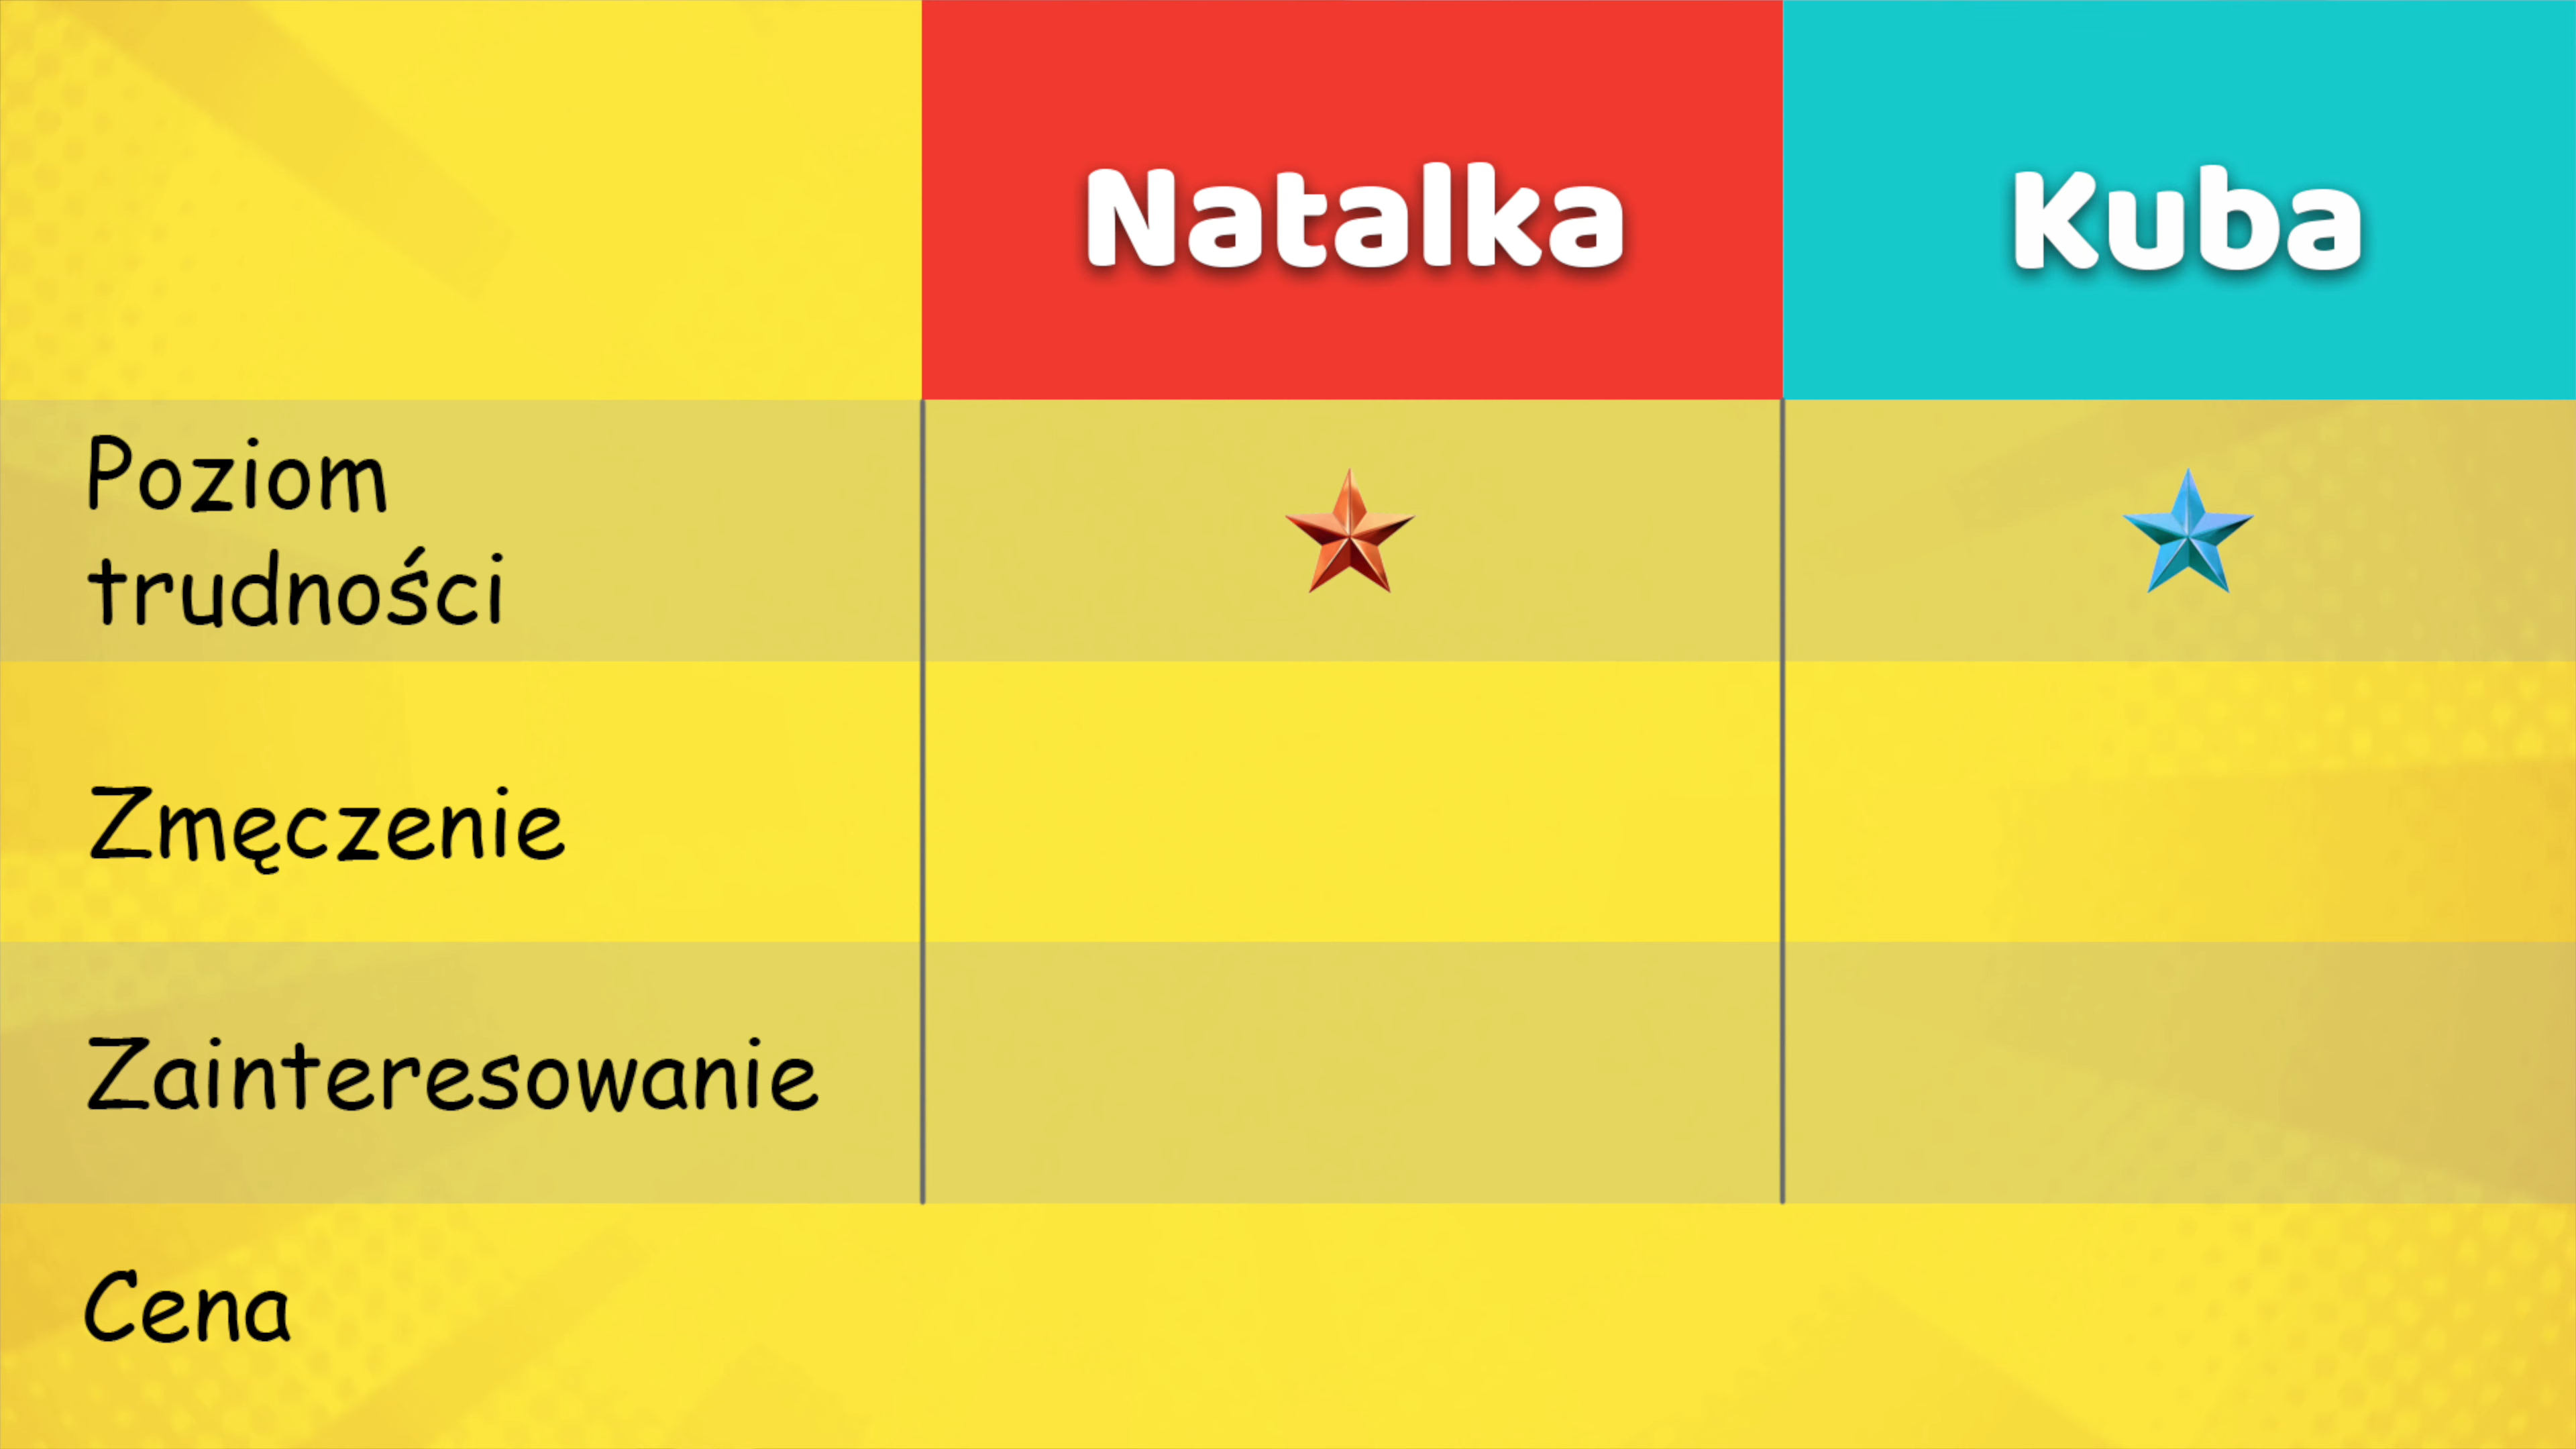 Natalka Kuba
Poziom
trudności
Zmęczenie
Zainteresowanie
Cena